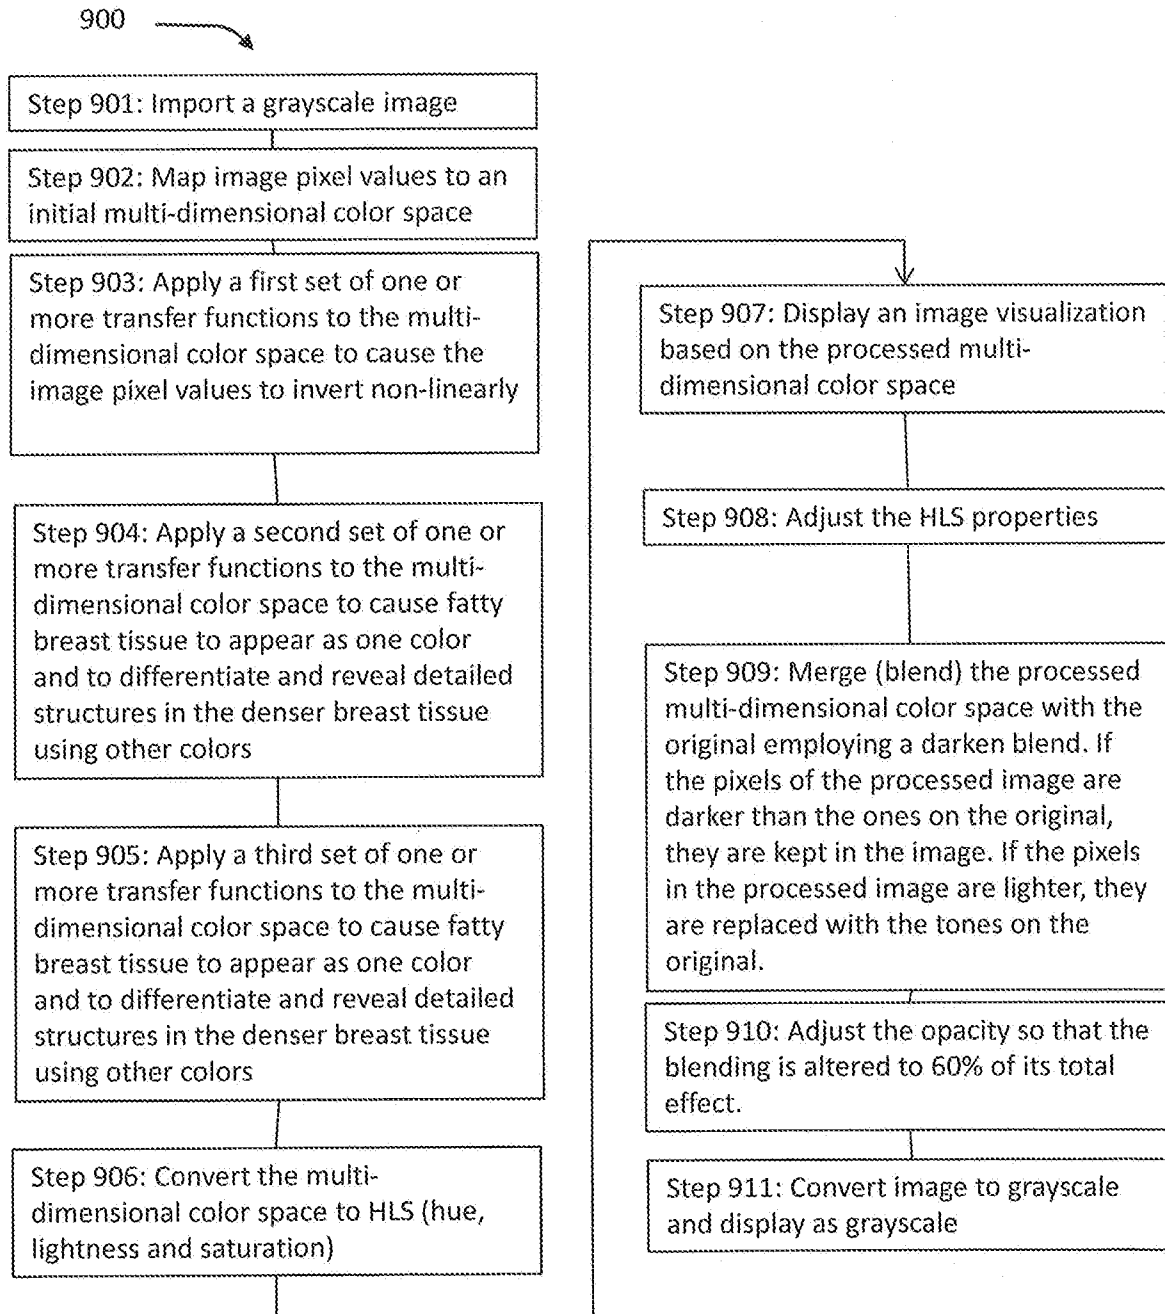 900
Step 901: Import a grayscale image
Step 902: Map image pixel values to an
initial multi-dimensional color space
Step 903: Apply a first set of one or
more transfer functions to the multi-
dimensional color space to cause the
image pixel values to invert non-linearly
Step 904: Apply a second set of one or
more transfer functions to the multi-
dimensional color space to cause fatty
breast tissue to appear as one color
and to differentiate and reveal detailed
structures in the denser breast tissue
using other colors
Step 905: Apply a third set of one or
more transfer functions to the multi-
dimensional color space to cause fatty
breast tissue to appear as one color
and to differentiate and reveal detailed
structures in the denser breast tissue
using other colors
Step 906: Convert the multi-
dimensional color space to HLS (hue,
lightness and saturation)
Step 907: Display an image visualization
based on the processed multi-
dimensional color space
Step 908: Adjust the HLS properties
Step 909: Merge (blend) the processed
multi-dimensional color space with the
original employing a darken blend. If
the pixels of the processed image are
darker than the ones on the original,
they are kept in the image. If the pixels
in the processed image are lighter, they
are replaced with the tones on the
original.
Step 910: Adjust the opacity so that the
blending is altered to 60% of its total
effect.
Step 911: Convert image to grayscale
and display as grayscale